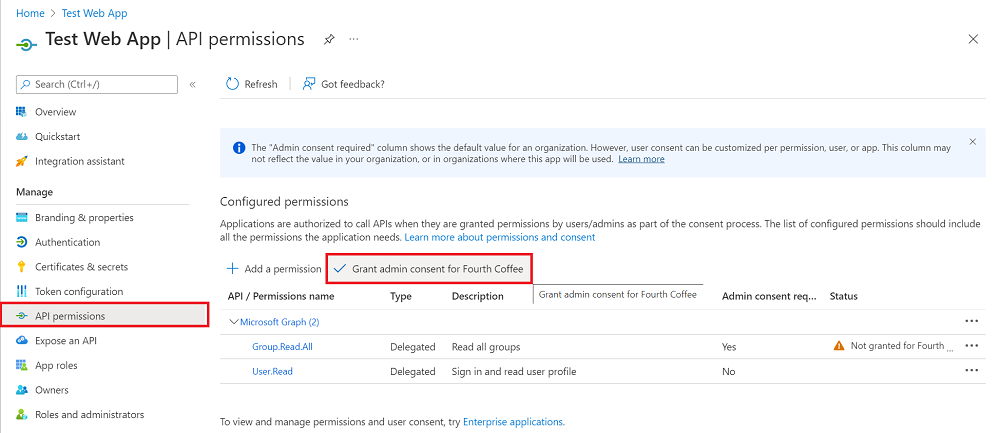 Home > Test Web App
Test Web App | API permissions ...
Search (Ctrl+/) «
Refresh Got feedback?
Overview
Quickstart
Integration assistant
Manage
Branding & properties
Authentication
Certificates & secrets
Token configuration
API permissions
Expose an API
App roles
Owners
Roles and administrators
The "Admin consent required" column shows the default value for an organization. However, user consent can be customized per permission, user, or app. This column may
not reflect the value in your organization, or in organizations where this app will be used. Learn more
Configured permissions
Applications are authorized to call APIs when they are granted permissions by users/admins as part of the consent process. The list of configured permissions should include
all the permissions the application needs. Learn more about permissions and consent
Add a permission Grant admin consent for Fourth Coffee
API / Permissions name Type Description Grant admin consent for Fourth Coffee Admin consent req... Status
Microsoft Graph (2) ...
Group.Read.All Delegated Read all groups Yes Not granted for Fourth ... ...
User.Read Delegated Sign in and read user profile No ...
To view and manage permissions and user consent, try Enterprise applications.